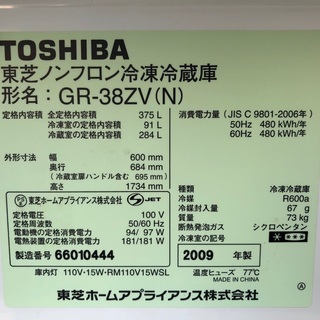 TOSHIBA
東芝ノンフロン冷凍冷蔵庫
形名:GR-38ZV(N)
定格内容積 全定格内容積 375 L
冷凍室の定格内容積 91 L
冷蔵室の定格内容積 284 L
消費電力量(JIS C 9801-2006年)
50Hz 480 kWh/年
60Hz 480 kWh/年
外形寸法 幅 600 mm
奥行 684 mm
(冷蔵室扉ハンドル含む 695 mm)
高さ 1734 mm
東芝ホームアプライアンス株式会社 JET
定格電圧 100 V
定格周波数 50/60 Hz
電動機の定格消費電力 94/ 97 W
電熱装置の定格消費電力 181/181 W
製造番号 66010444
種類 冷凍冷蔵庫
冷媒 R600a
冷媒封入量 67 g
質量 73 kg
断熱発泡ガス シクロペンタン
冷凍室の記号
2009 年製
庫内灯 110V·15W·RM110V15WSL
温度ヒューズ 77℃
MADE IN CHINA
東芝ホームアプライアンス株式会社
A